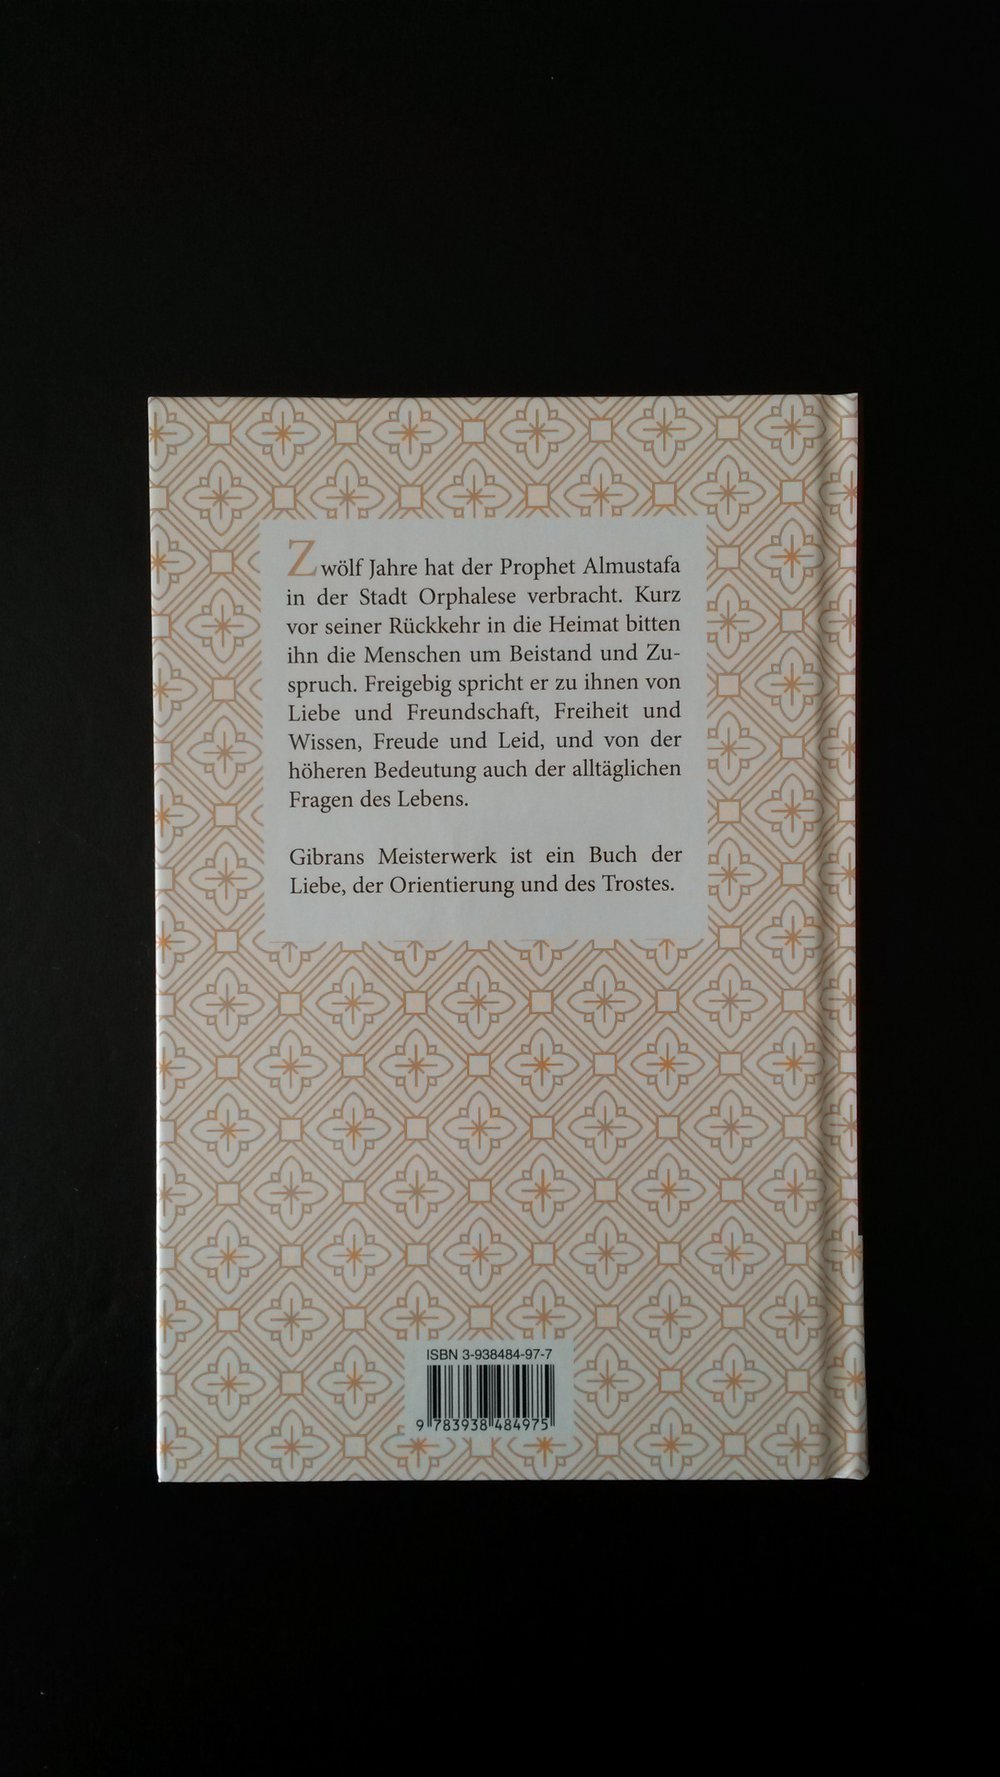 Zwölf Jahre hat der Prophet Almustafa
in der Stadt Orphalese verbracht. Kurz
vor seiner Rückkehr in die Heimat bitten
ihn die Menschen um Beistand und Zu-
spruch. Freigebig spricht er zu ihnen von
Liebe und Freundschaft, Freiheit und
Wissen, Freude und Leid, und von der
höheren Bedeutung auch der alltäglichen
Fragen des Lebens.
Gibrans Meisterwerk ist ein Buch der
Liebe, der Orientierung und des Trostes.
ISBN 3-938484-97-7
9 783938 484975